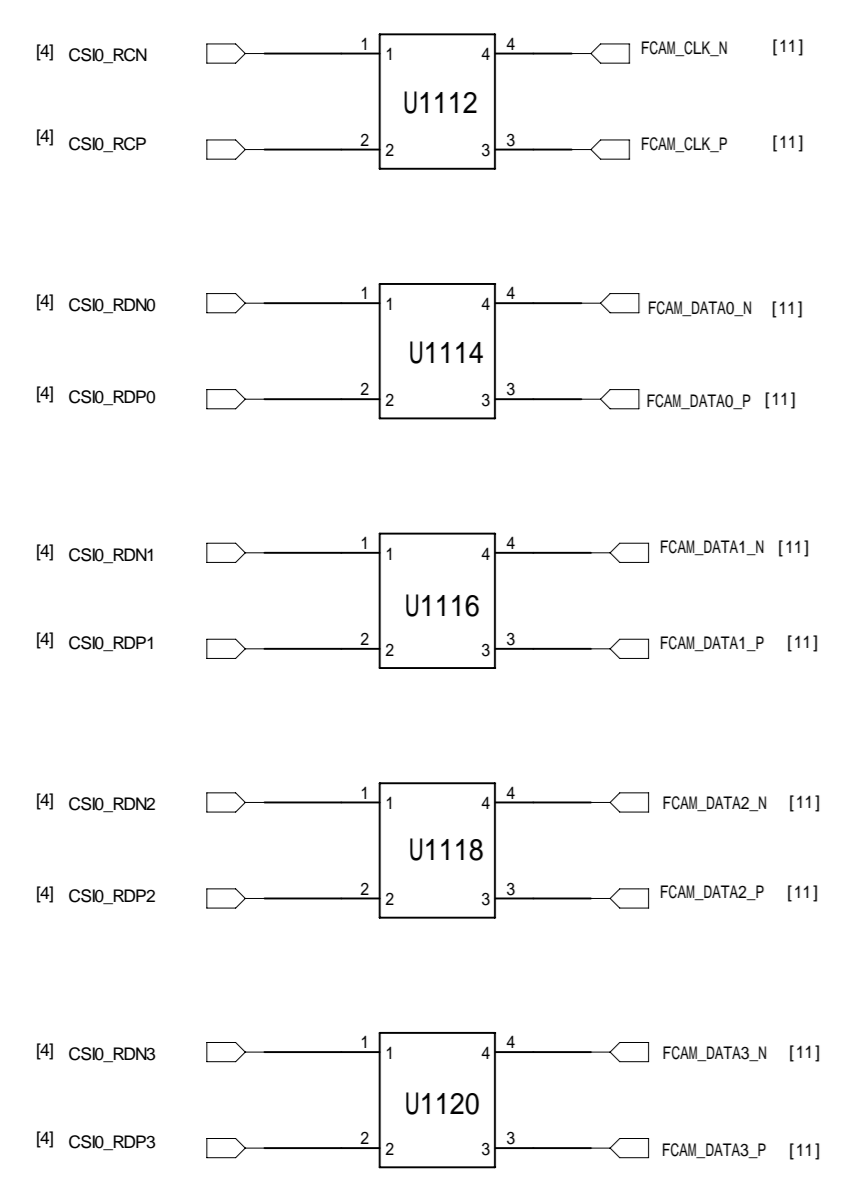 [4] CSI0_RCN 1 1 4 4 FCAM_CLK_N [11]
U1112
[4] CSI0_RCP 2 2 3 3 FCAM_CLK_P [11]
[4] CSI0_RDN0 1 1 4 4 FCAM_DATA0_N [11]
U1114
[4] CSI0_RDP0 2 2 3 3 FCAM_DATA0_P [11]
[4] CSI0_RDN1 1 1 4 4 FCAM_DATA1_N [11]
U1116
[4] CSI0_RDP1 2 2 3 3 FCAM_DATA1_P [11]
[4] CSI0_RDN2 1 1 4 4 FCAM_DATA2_N [11]
U1118
[4] CSI0_RDP2 2 2 3 3 FCAM_DATA2_P [11]
[4] CSI0_RDN3 1 1 4 4 FCAM_DATA3_N [11]
U1120
[4] CSI0_RDP3 2 2 3 3 FCAM_DATA3_P [11]